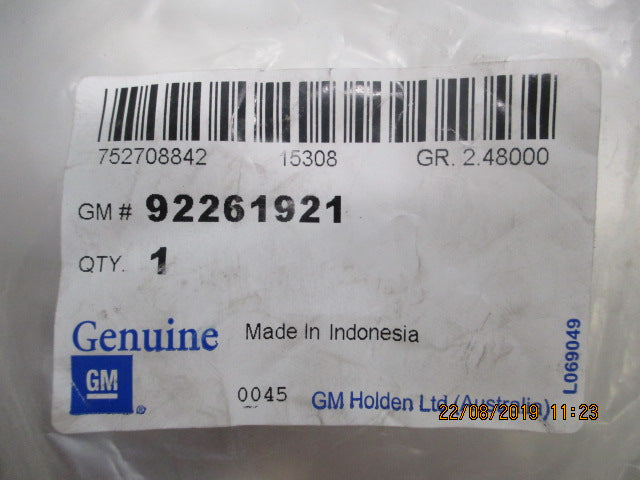 752708842 15308 GR. 2.48000
GM # 92261921
QTY. 1
Genuine Made In Indonesia
GM
0045 GM Holden Ltd (Australia)
L069049
22/08/2019 11:23